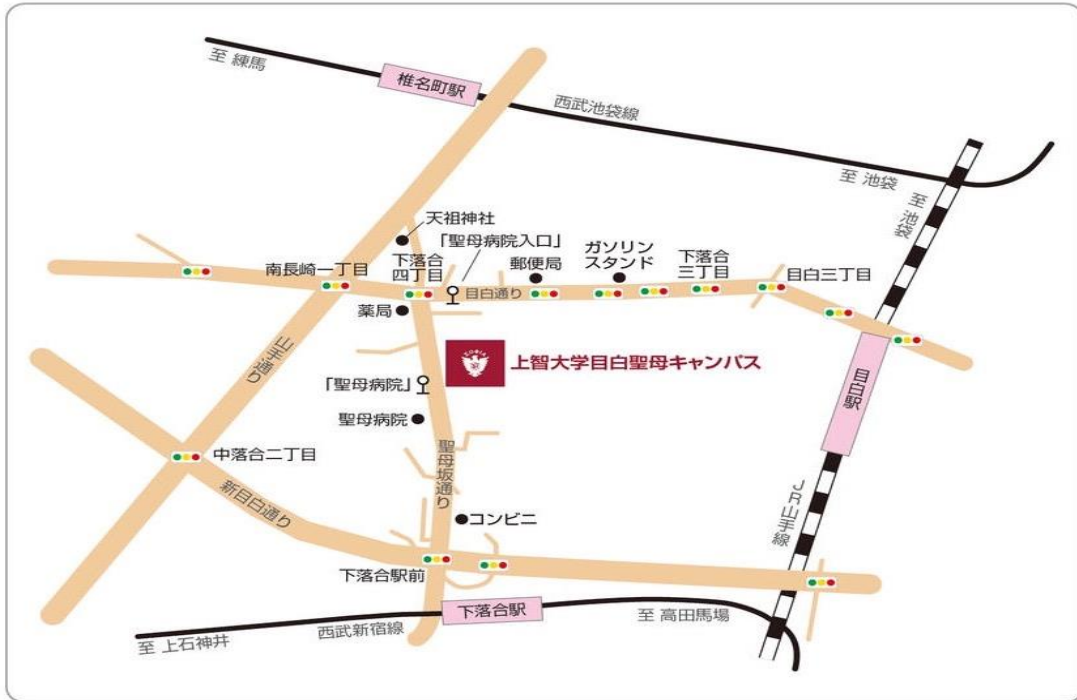 至 練馬
椎名町駅
西武池袋線
至 池袋
至 池袋
天祖神社
「聖母病院入口」
下落合
四丁目
郵便局
ガソリン
スタンド
下落合
三丁目
目白三丁目
南長崎一丁目
目白通り
薬局
山手通り
上智大学目白聖母キャンパス
「聖母病院」
目白駅
聖母病院
中落合二丁目
聖母坂通り
新目白通り
JR山手線
コンビニ
下落合駅前
下落合駅
至 高田馬場
西武新宿線
至 上石神井